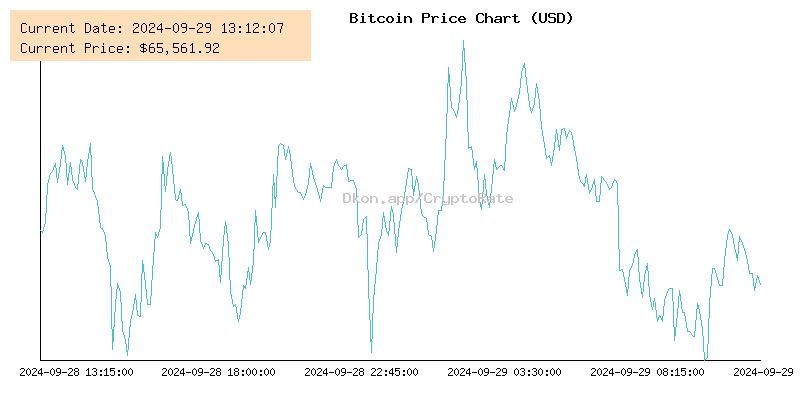 Bitcoin Price Chart (USD)
Current Date: 2024-09-29 13:12:07
Current Price: $65,561.92
Dkon.app/CryptoRate
2024-09-28 13:15:00 2024-09-28 18:00:00 2024-09-28 22:45:00 2024-09-29 03:30:00 2024-09-29 08:15:00 2024-09-29